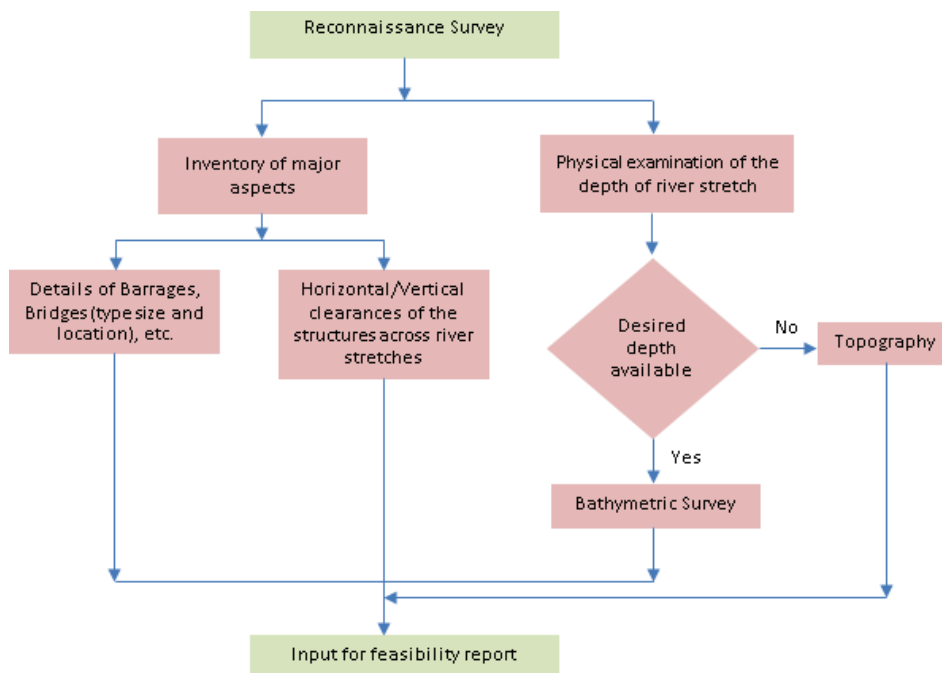 Reconnaissance Survey
Inventory of major
aspects
Physical examination of the
depth of river stretch
Details of Barrages,
Bridges(type size and
location), etc.
Horizontal/Vertical
clearances of the
structures across river
stretches
Desired
depth
available
No
Topography
Yes
Bathymetric Survey
Input for feasibility report